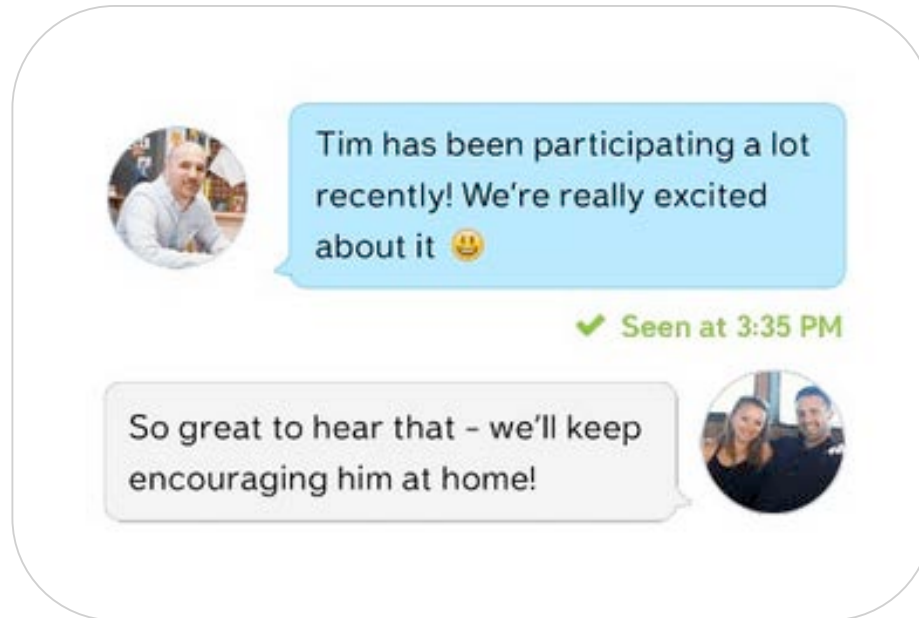 Tim has been participating a lot
recently! We're really excited
about it 😃
✔ Seen at 3:35 PM
So great to hear that – we'll keep
encouraging him at home!